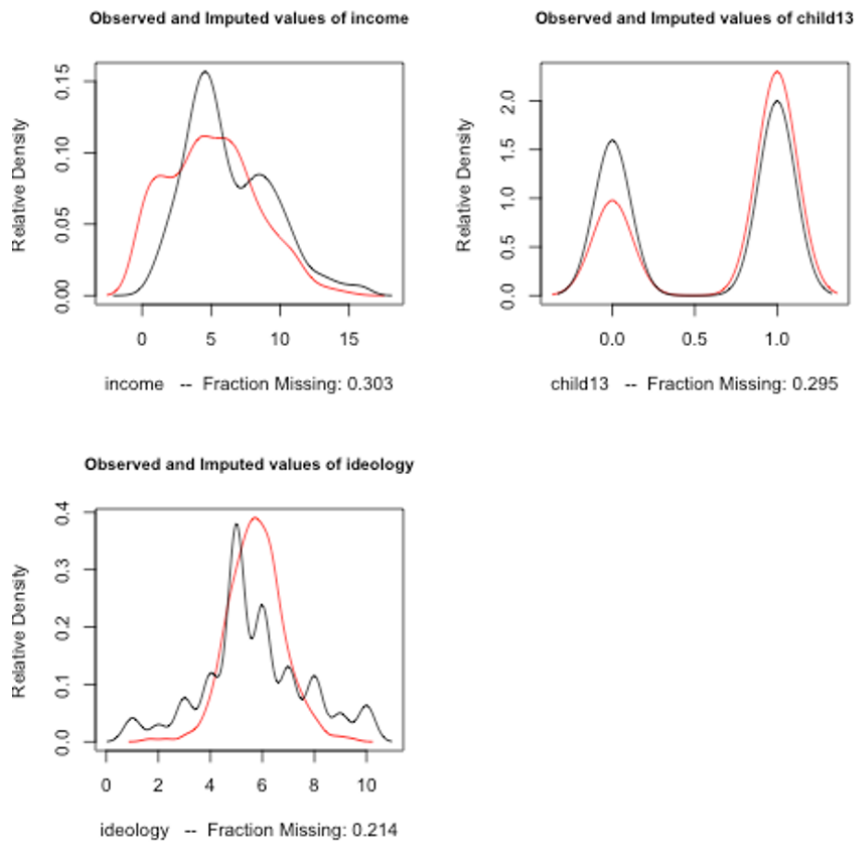 Observed and Imputed values of income
Relative Density
0.00 0.05 0.10 0.15
0 5 10 15
income -- Fraction Missing: 0.303
Observed and Imputed values of child13
Relative Density
0.0 0.5 1.0 1.5 2.0
0.0 0.5 1.0
child13 -- Fraction Missing: 0.295
Observed and Imputed values of ideology
Relative Density
0.0 0.1 0.2 0.3 0.4
0 2 4 6 8 10
ideology -- Fraction Missing: 0.214